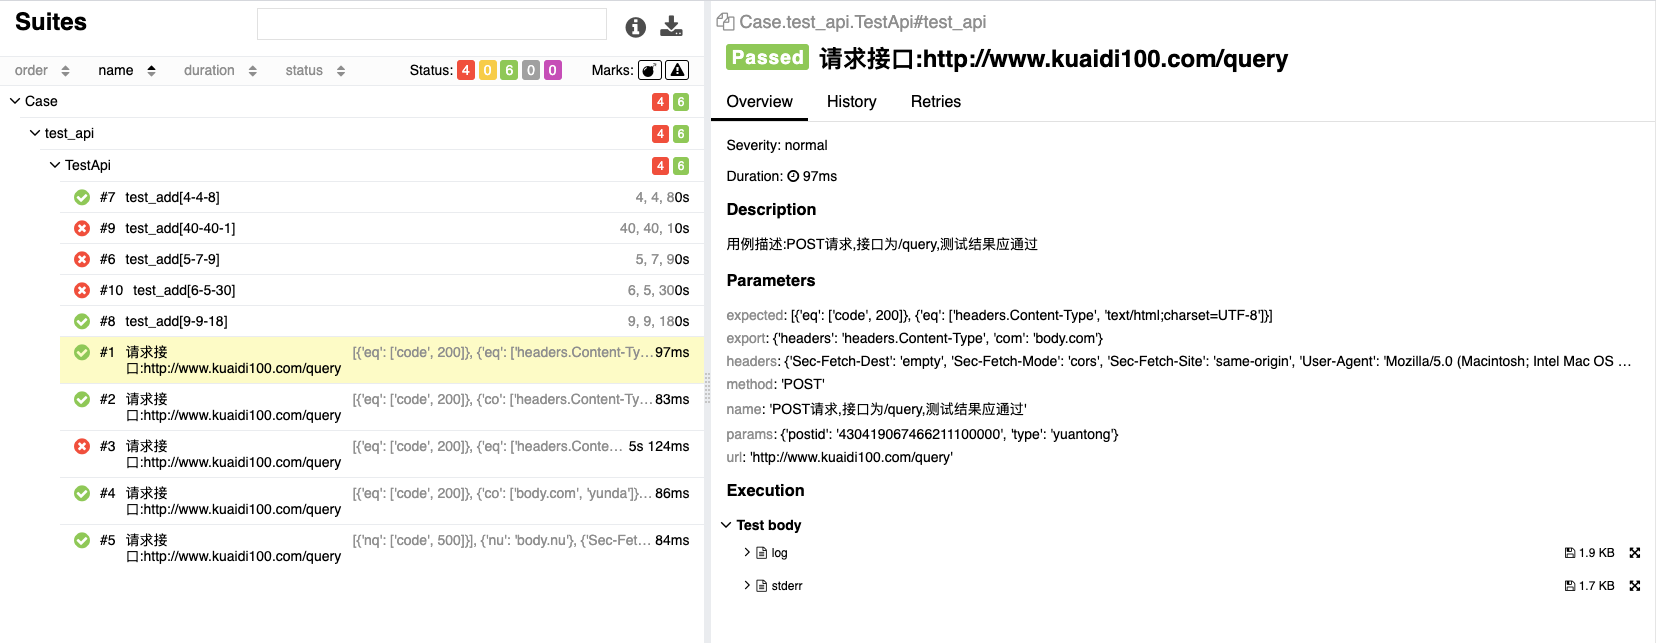 Suites
order name duration status Status: 4 0 6 0 0 Marks:
Case 4 6
test_api 4 6
TestApi 4 6
#7 test_add[4-4-8] 4, 4, 80s
#9 test_add[40-40-1] 40, 40, 10s
#6 test_add[5-7-9] 5, 7, 90s
#10 test_add[6-5-30] 6, 5, 300s
#8 test_add[9-9-18] 9, 9, 180s
#1 请求接 [{'eq': ['code', 200]}, {'eq': ['headers.Content-Ty… 97ms
口:http://www.kuaidi100.com/query
#2 请求接 [{'eq': ['code', 200]}, {'co': ['headers.Content-Ty… 83ms
口:http://www.kuaidi100.com/query
#3 请求接 [{'eq': ['code', 200]}, {'eq': ['headers.Conte… 5s 124ms
口:http://www.kuaidi100.com/query
#4 请求接 [{'eq': ['code', 200]}, {'co': ['body.com', 'yunda']}… 86ms
口:http://www.kuaidi100.com/query
#5 请求接 [{'nq': ['code', 500]}], {'nu': 'body.nu'}, {'Sec-Fet… 84ms
口:http://www.kuaidi100.com/query
Case.test_api.TestApi#test_api
Passed 请求接口:http://www.kuaidi100.com/query
Overview History Retries
Severity: normal
Duration: 97ms
Description
用例描述:POST请求,接口为/query,测试结果应通过
Parameters
expected: [{'eq': ['code', 200]}, {'eq': ['headers.Content-Type', 'text/html;charset=UTF-8']}]
export: {'headers': 'headers.Content-Type', 'com': 'body.com'}
headers: {'Sec-Fetch-Dest': 'empty', 'Sec-Fetch-Mode': 'cors', 'Sec-Fetch-Site': 'same-origin', 'User-Agent': 'Mozilla/5.0 (Macintosh; Intel Mac OS …
method: 'POST'
name: 'POST请求,接口为/query,测试结果应通过'
params: {'postid': '430419067466211100000', 'type': 'yuantong'}
url: 'http://www.kuaidi100.com/query'
Execution
Test body
log 1.9 KB
stderr 1.7 KB